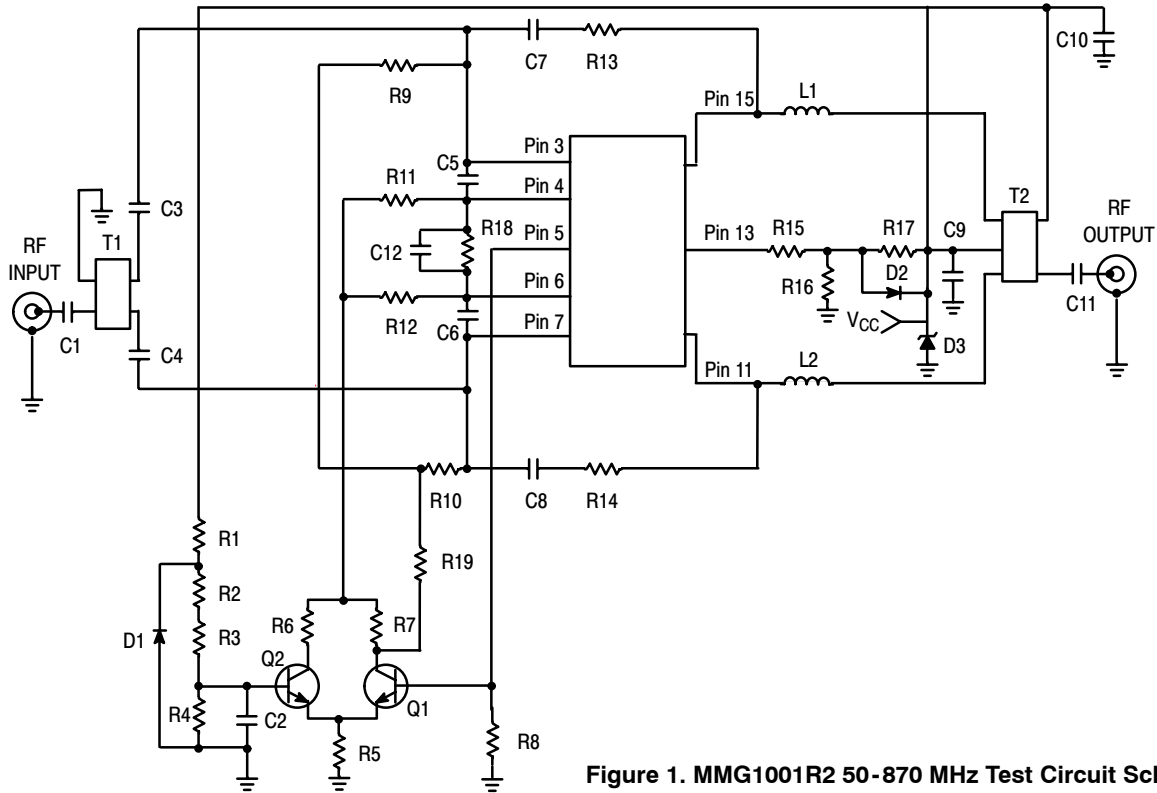 C10
C7
R13
R9
L1
Pin 15
Pin 3
C5
R11
Pin 4
C3
R18
T2
RF
INPUT
T1
Pin 5
C12
Pin 13
R15
R17
C9
RF
OUTPUT
D2
R16
Pin 6
R12
C6
Pin 7
C1
C4
VCC
D3
C11
L2
Pin 11
R10
C8
R14
R1
R19
R2
D1
R3
R6
R7
Q2
Q1
R4
C2
R5
R8
Figure 1. MMG1001R2 50-870 MHz Test Circuit